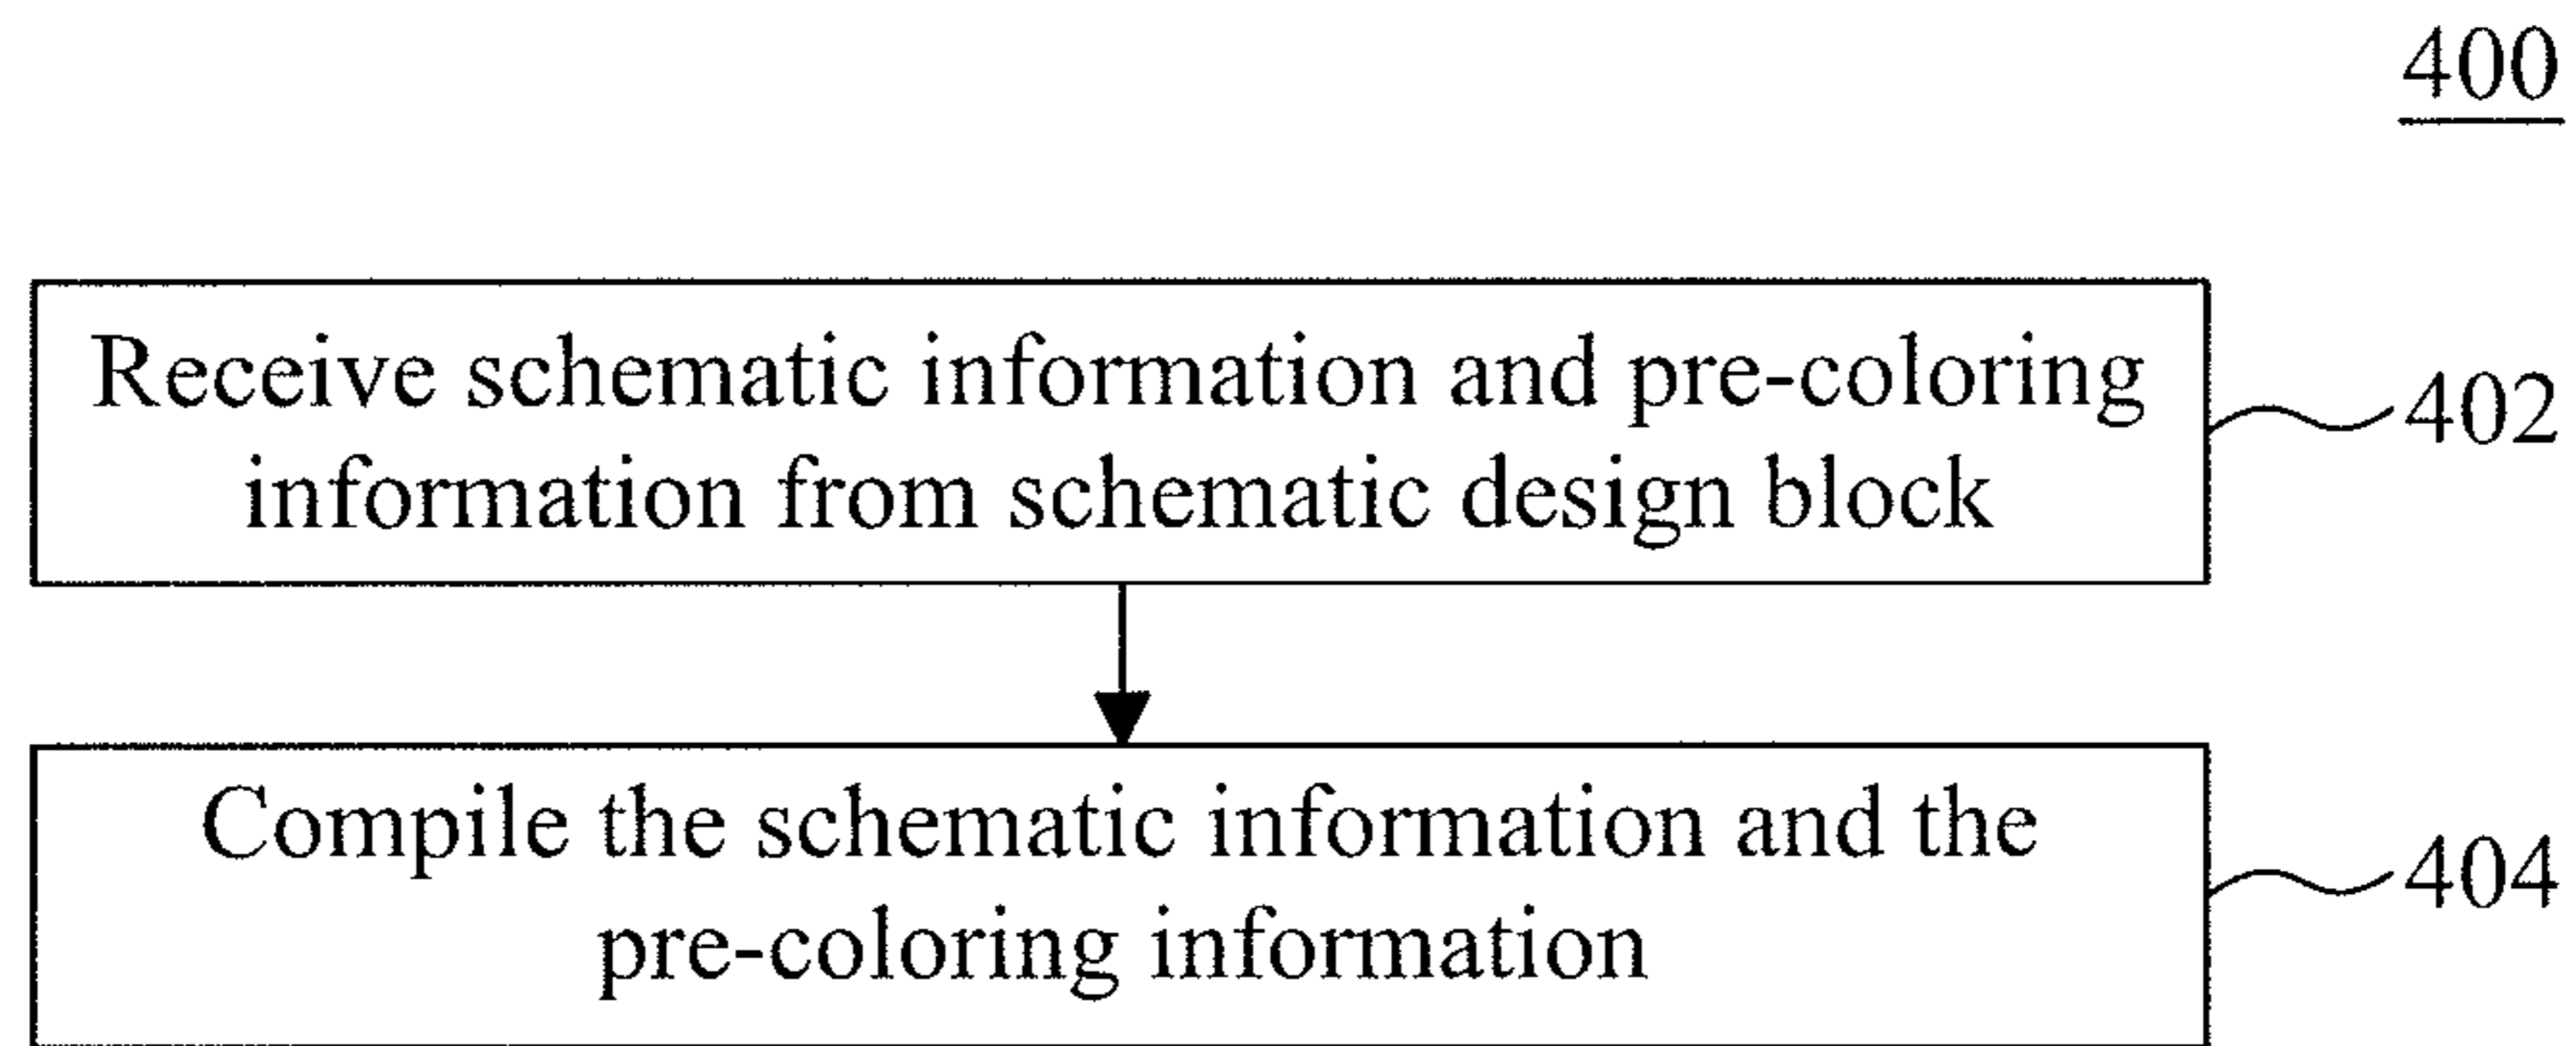 400
Receive schematic information and pre-coloring
information from schematic design block
402
Compile the schematic information and the
pre-coloring information
404